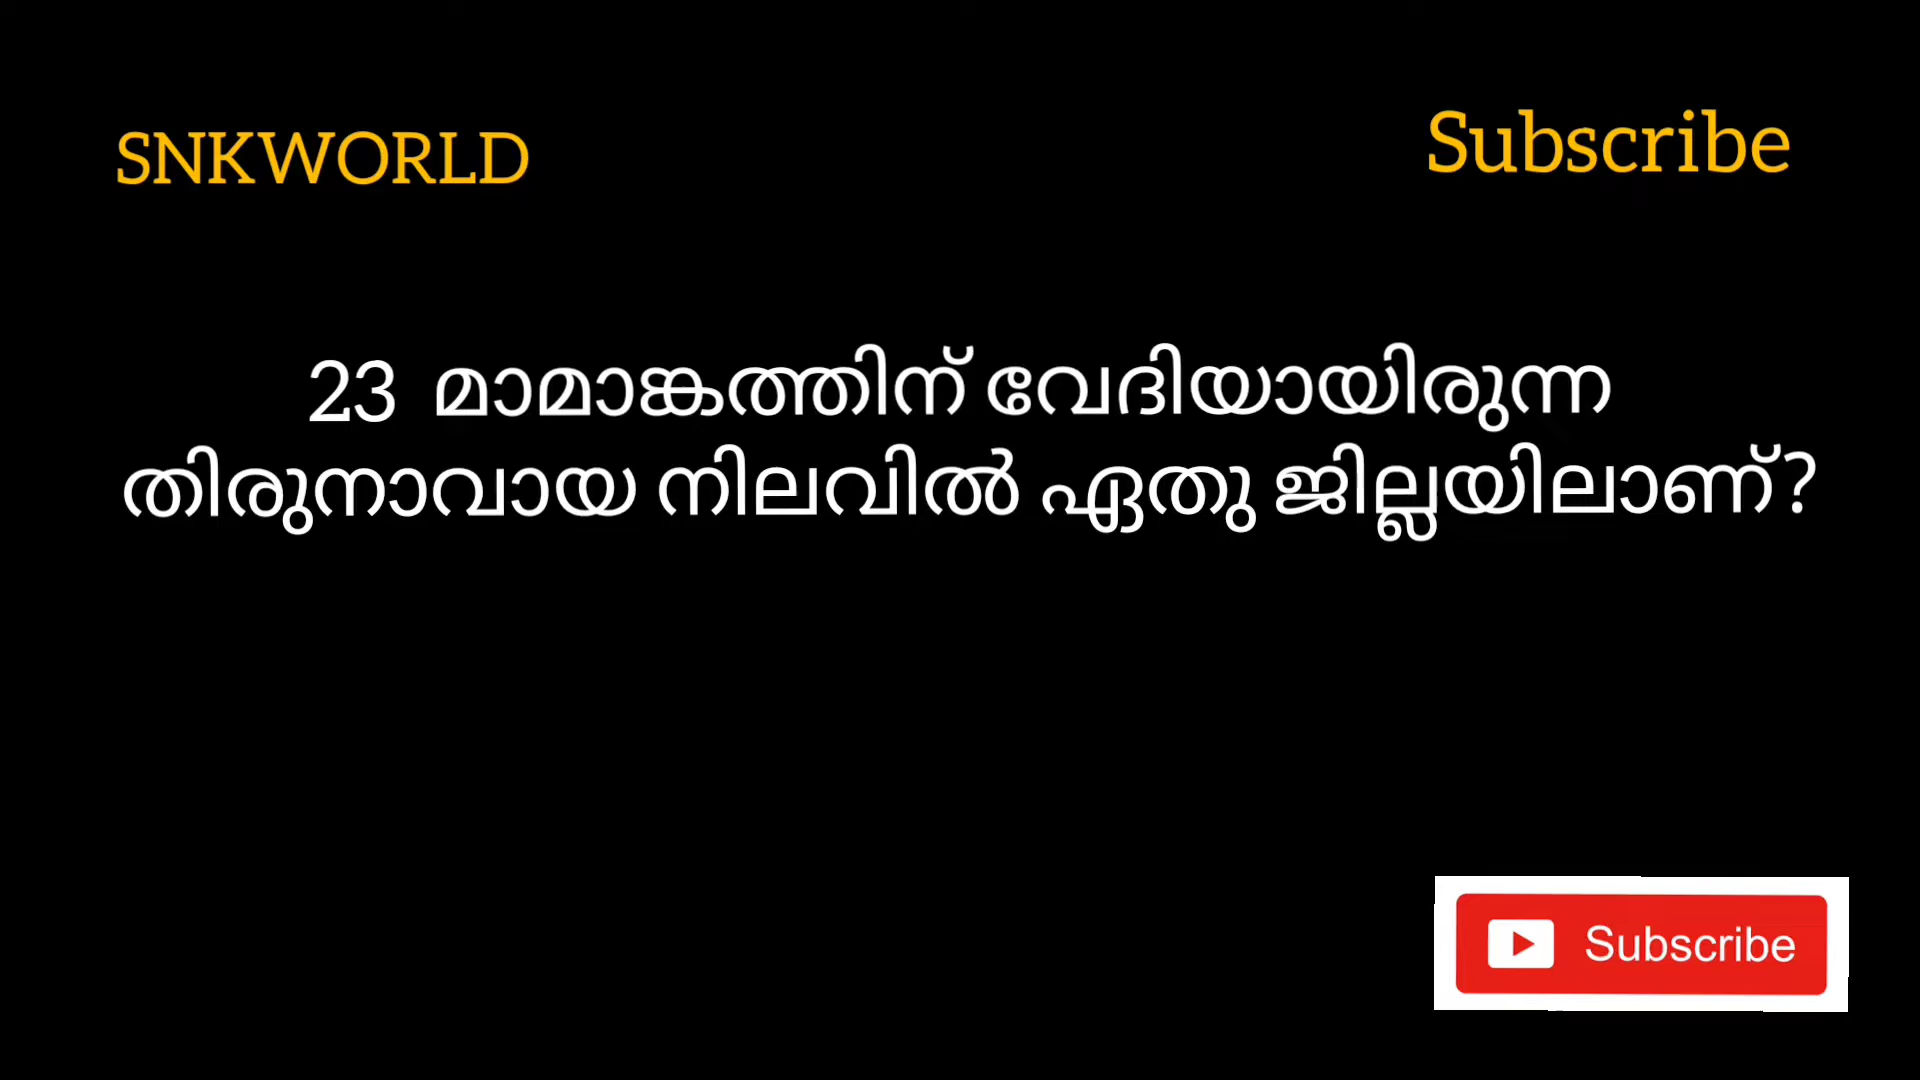 SNKWORLD
Subscribe
23 മാമാങ്കത്തിന് വേദിയായിരുന്ന
തിരുനാവായ നിലവിൽ ഏതു ജില്ലയിലാണ്?
Subscribe